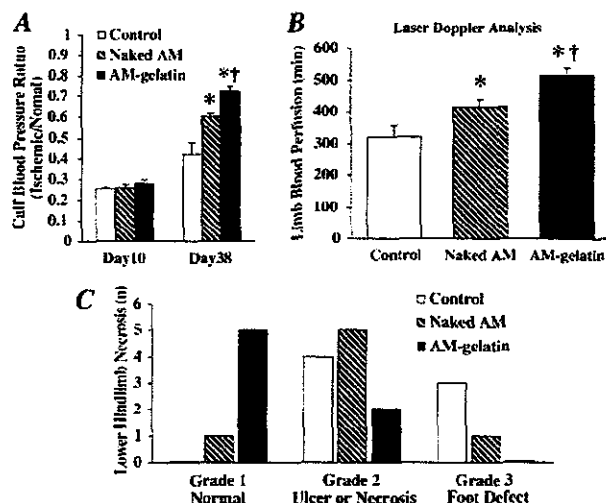 A
Control
Naked AM
AM-gelatin
Calf Blood Pressure Ratio
(Ischemic/Normal)
1
0.9
0.8
0.7
0.6
0.5
0.4
0.3
0.2
0.1
0
*
*†
Day10
Day38
B
Laser Doppler Analysis
Limb Blood Perfusion (min)
600
500
400
300
200
100
0
*
*†
Control
Naked AM
AM-gelatin
C
Control
Naked AM
AM-gelatin
Lower Hindlimb Necrosis (n)
6
5
4
3
2
1
0
Grade 1
Normal
Grade 2
Ulcer or Necrosis
Grade 3
Foot Defect